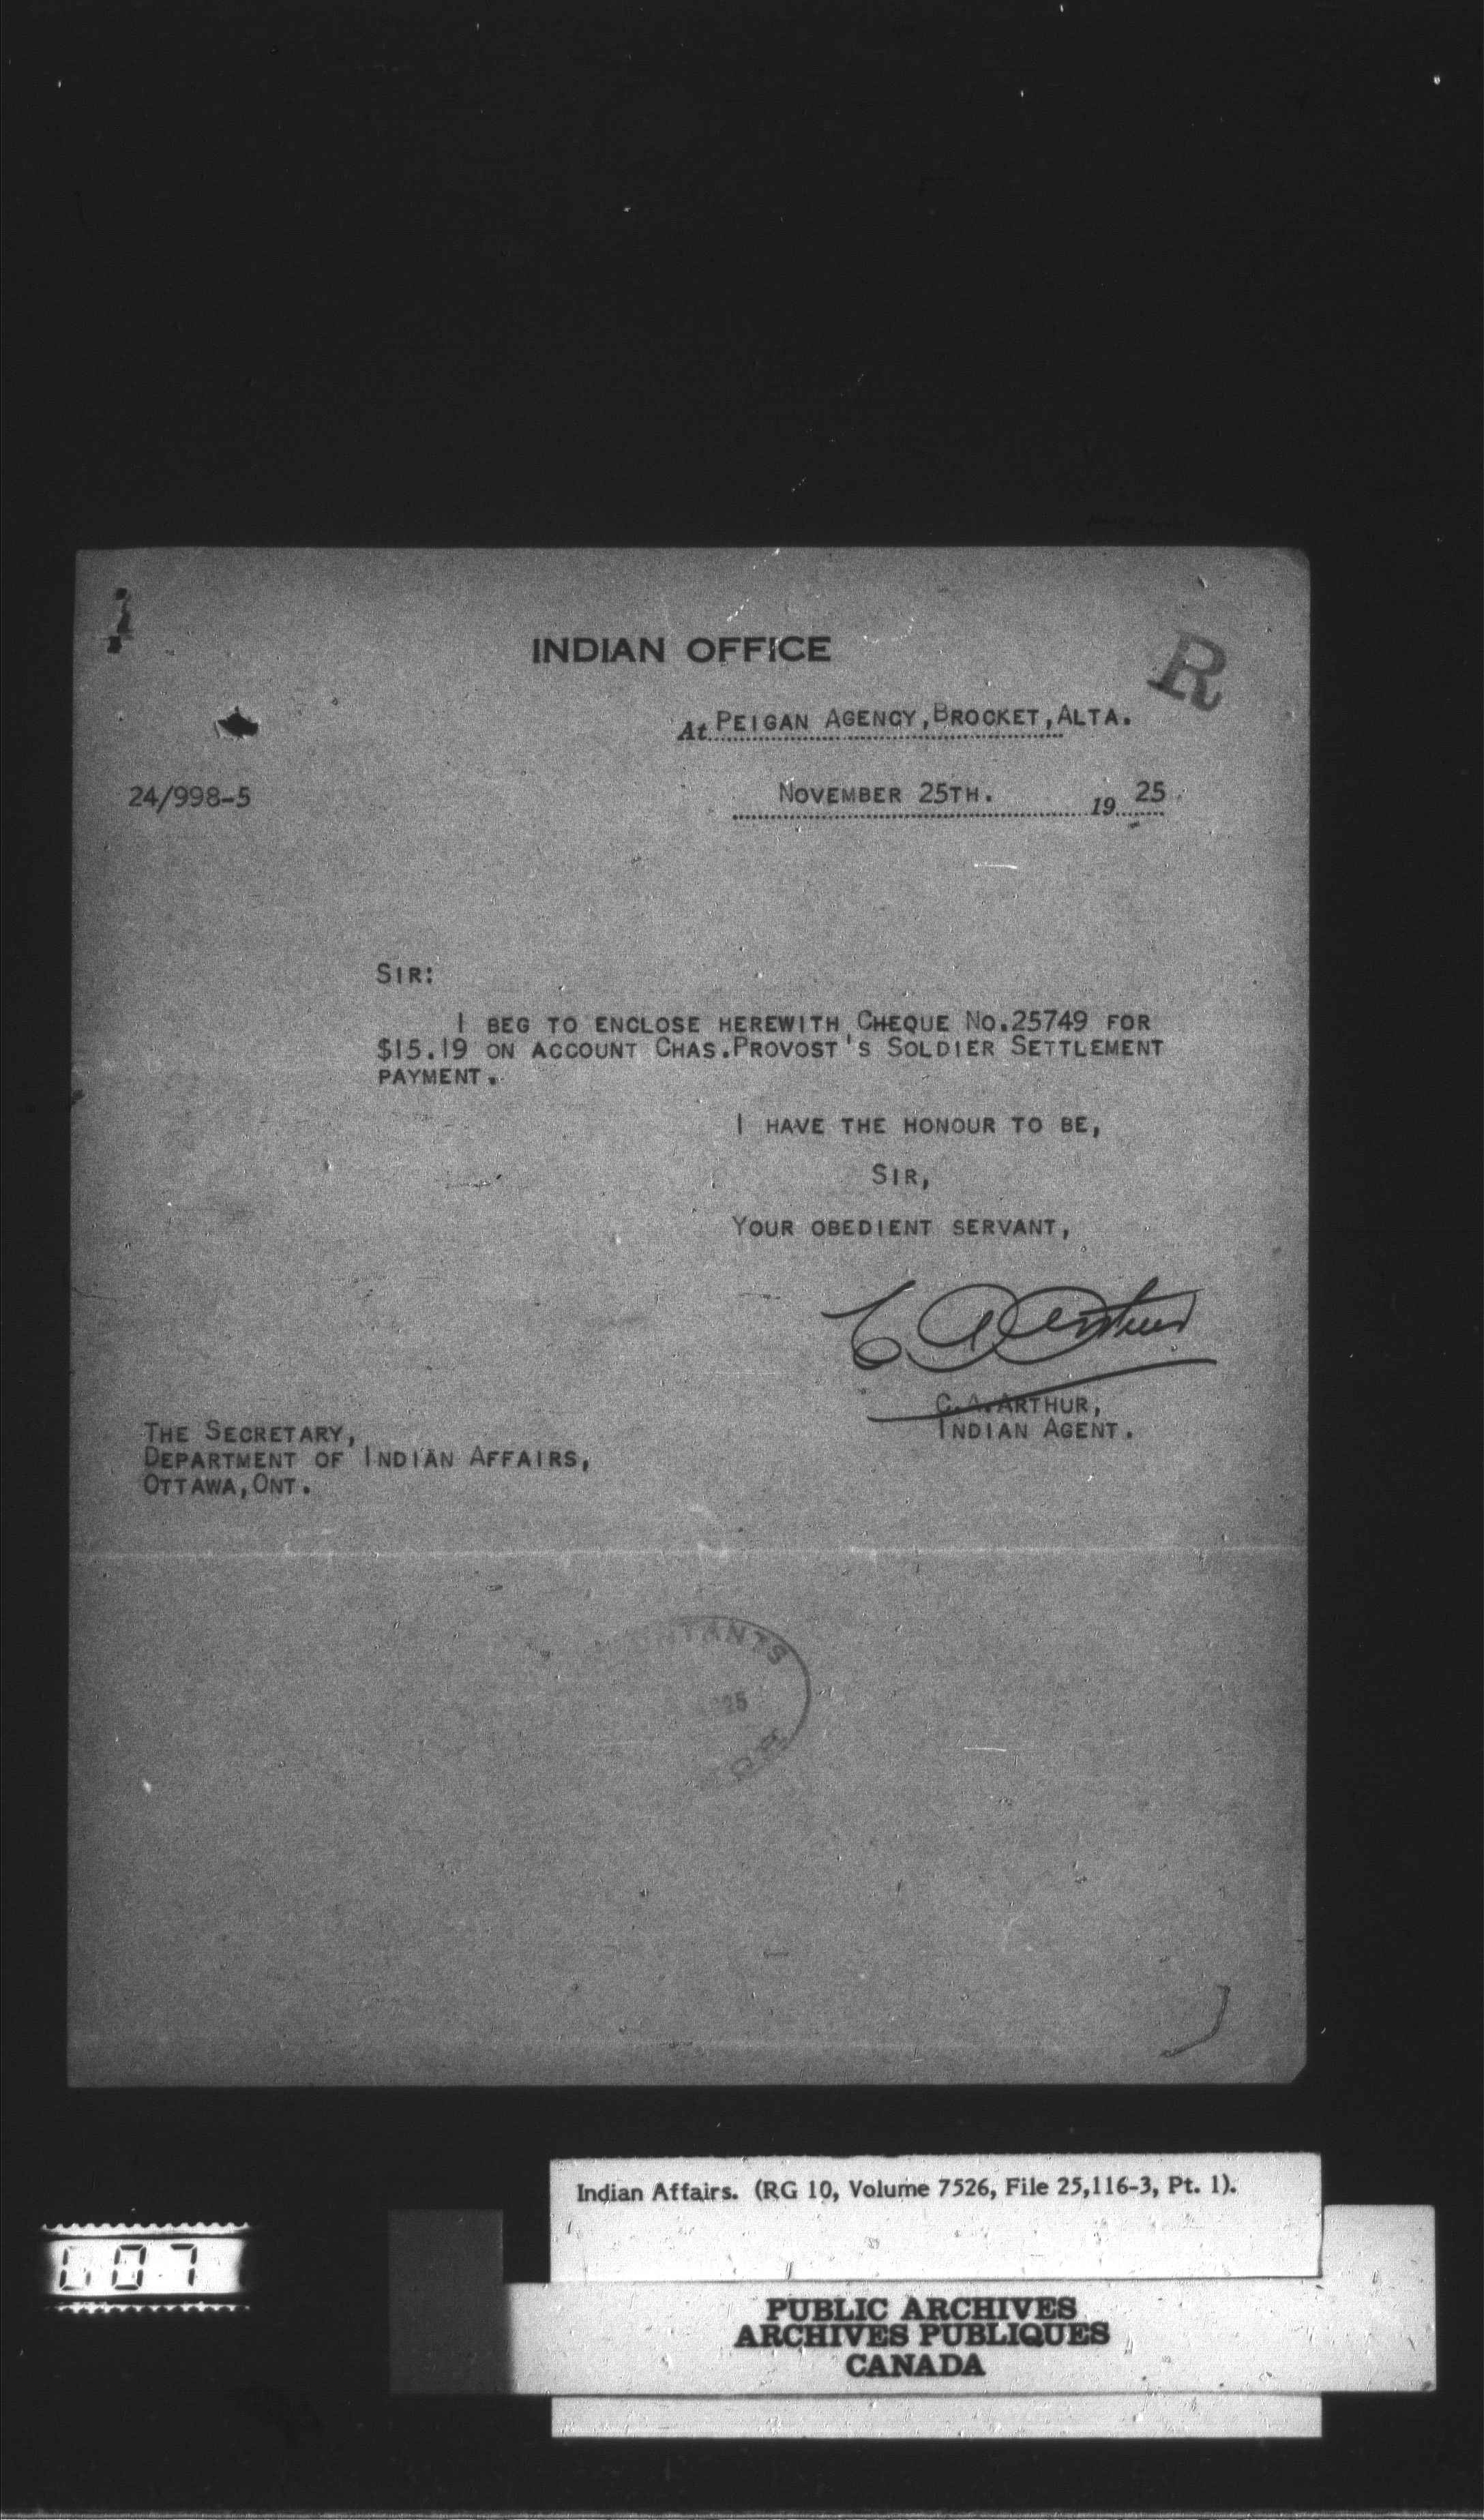 INDIAN OFFICE
R
At PEIGAN AGENCY, BROCKET, ALTA.
24/998-5
NOVEMBER 25TH. 19 25
SIR:
I BEG TO ENCLOSE HEREWITH CHEQUE NO.25749 FOR
$15.19 ON ACCOUNT CHAS.PROVOST'S SOLDIER SETTLEMENT
PAYMENT.
I HAVE THE HONOUR TO BE,
SIR,
YOUR OBEDIENT SERVANT,
C A Arthur
C.A.ARTHUR,
INDIAN AGENT.
THE SECRETARY,
DEPARTMENT OF INDIAN AFFAIRS,
OTTAWA, ONT.
Indian Affairs. (RG 10, Volume 7526, File 25,116-3, Pt. 1).
PUBLIC ARCHIVES
ARCHIVES PUBLIQUES
CANADA